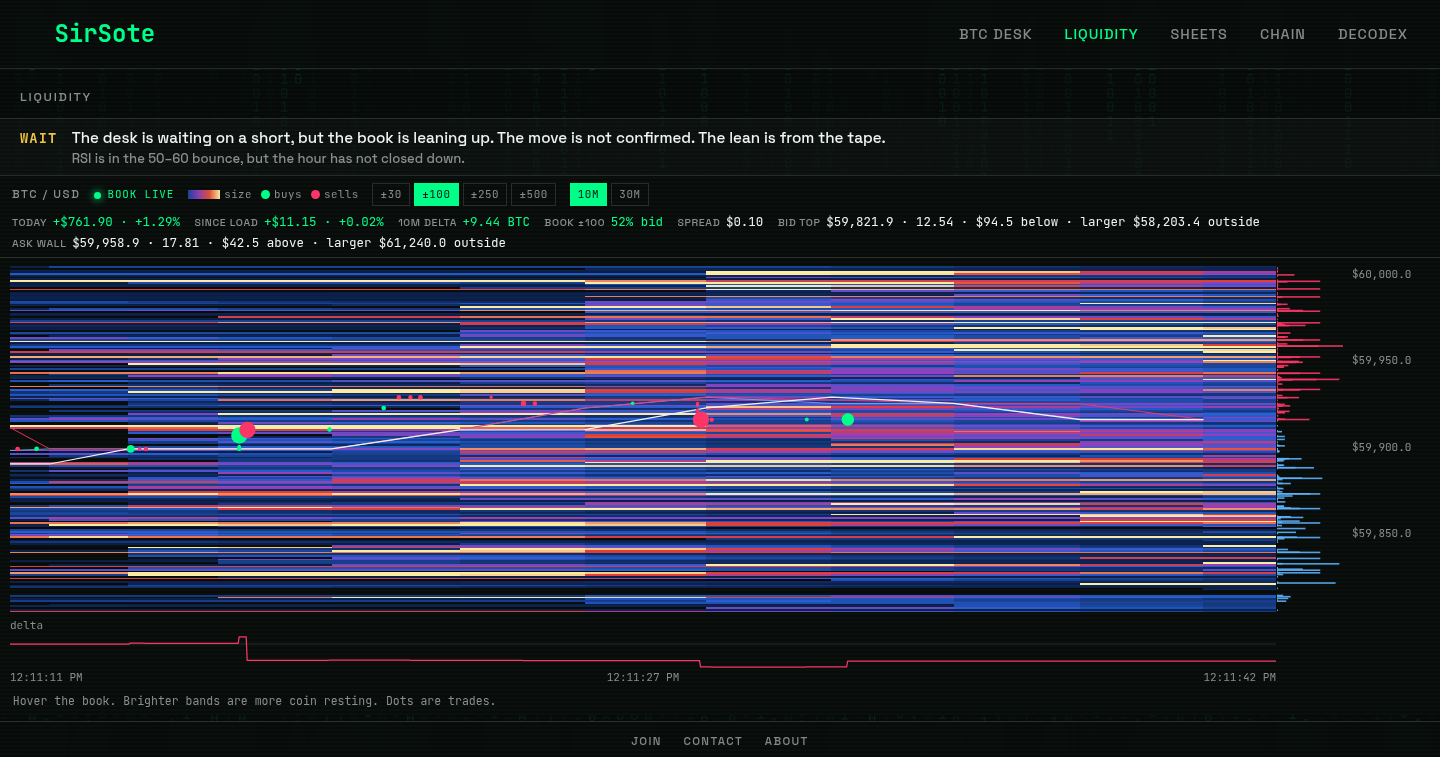 SirSote
BTC DESK LIQUIDITY SHEETS CHAIN DECODEX
LIQUIDITY
WAIT The desk is waiting on a short, but the book is leaning up. The move is not confirmed. The lean is from the tape.
RSI is in the 50–60 bounce, but the hour has not closed down.
BTC / USD BOOK LIVE size buys sells ±30 ±100 ±250 ±500 10M 30M
TODAY +$761.90 · +1.29% SINCE LOAD +$11.15 · +0.02% 10M DELTA +9.44 BTC BOOK ±100 52% bid SPREAD $0.10 BID TOP $59,821.9 · 12.54 · $94.5 below · larger $58,203.4 outside
ASK WALL $59,958.9 · 17.81 · $42.5 above · larger $61,240.0 outside
$60,000.0
$59,950.0
$59,900.0
$59,850.0
delta
12:11:11 PM 12:11:27 PM 12:11:42 PM
Hover the book. Brighter bands are more coin resting. Dots are trades.
JOIN CONTACT ABOUT